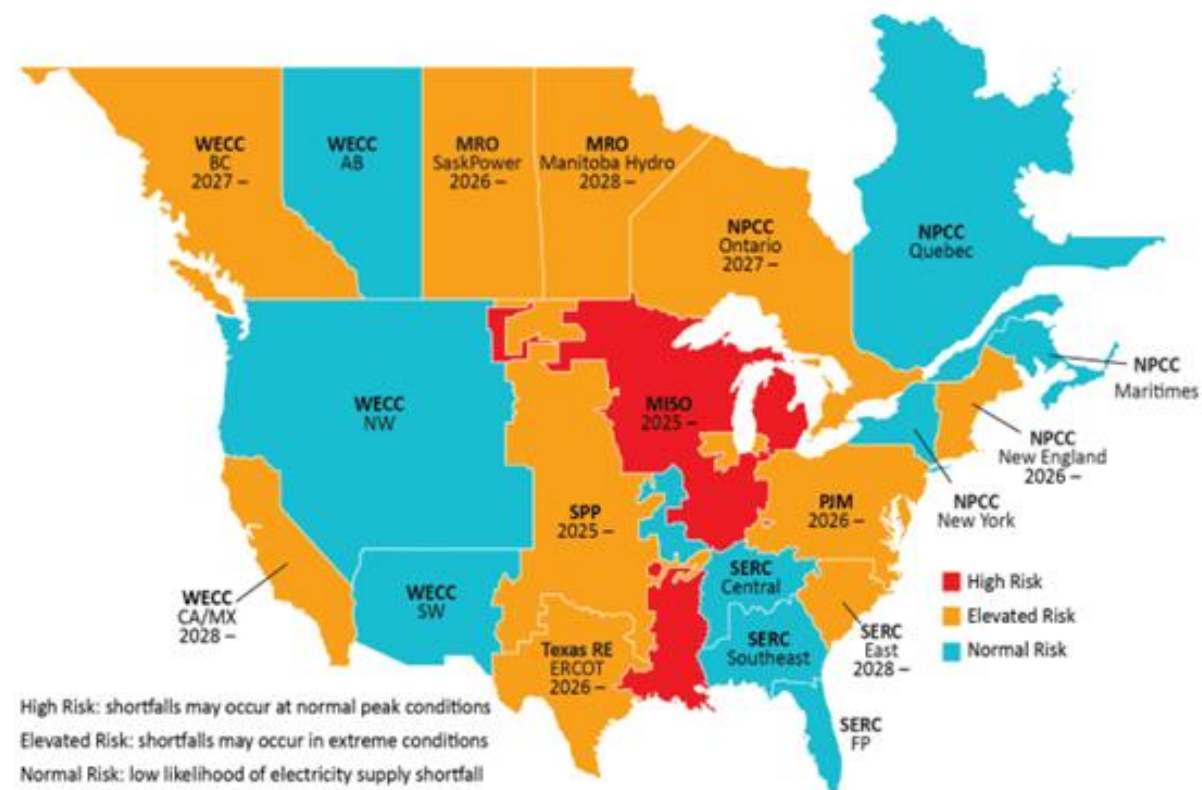 WECC
BC
2027 –
WECC
AB
MRO
SaskPower
2026 –
MRO
Manitoba Hydro
2028 –
NPCC
Ontario
2027 –
NPCC
Quebec
NPCC
Maritimes
WECC
NW
MISO
2025 –
NPCC
New England
2026 –
SPP
2025 –
PJM
2026 –
NPCC
New York
WECC
CA/MX
2028 –
WECC
SW
SERC
Central
High Risk
Elevated Risk
Normal Risk
SERC
East
2028 –
SERC
Southeast
Texas RE
ERCOT
2026 –
SERC
FP
High Risk: shortfalls may occur at normal peak conditions
Elevated Risk: shortfalls may occur in extreme conditions
Normal Risk: low likelihood of electricity supply shortfall